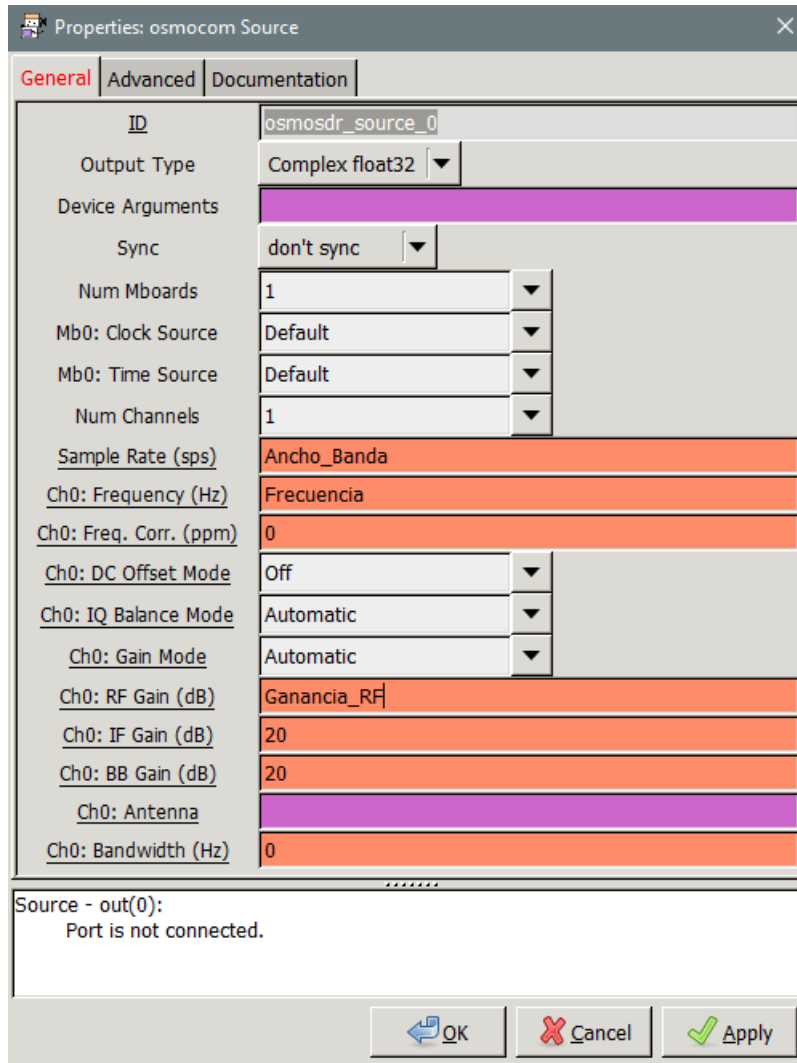 Properties: osmocom Source
General Advanced Documentation
ID osmosdr_source_0
Output Type Complex float32
Device Arguments
Sync don't sync
Num Mboards 1
Mb0: Clock Source Default
Mb0: Time Source Default
Num Channels 1
Sample Rate (sps) Ancho_Banda
Ch0: Frequency (Hz) Frecuencia
Ch0: Freq. Corr. (ppm) 0
Ch0: DC Offset Mode Off
Ch0: IQ Balance Mode Automatic
Ch0: Gain Mode Automatic
Ch0: RF Gain (dB) Ganancia_RF
Ch0: IF Gain (dB) 20
Ch0: BB Gain (dB) 20
Ch0: Antenna
Ch0: Bandwidth (Hz) 0
Source - out(0):
Port is not connected.
OK Cancel Apply